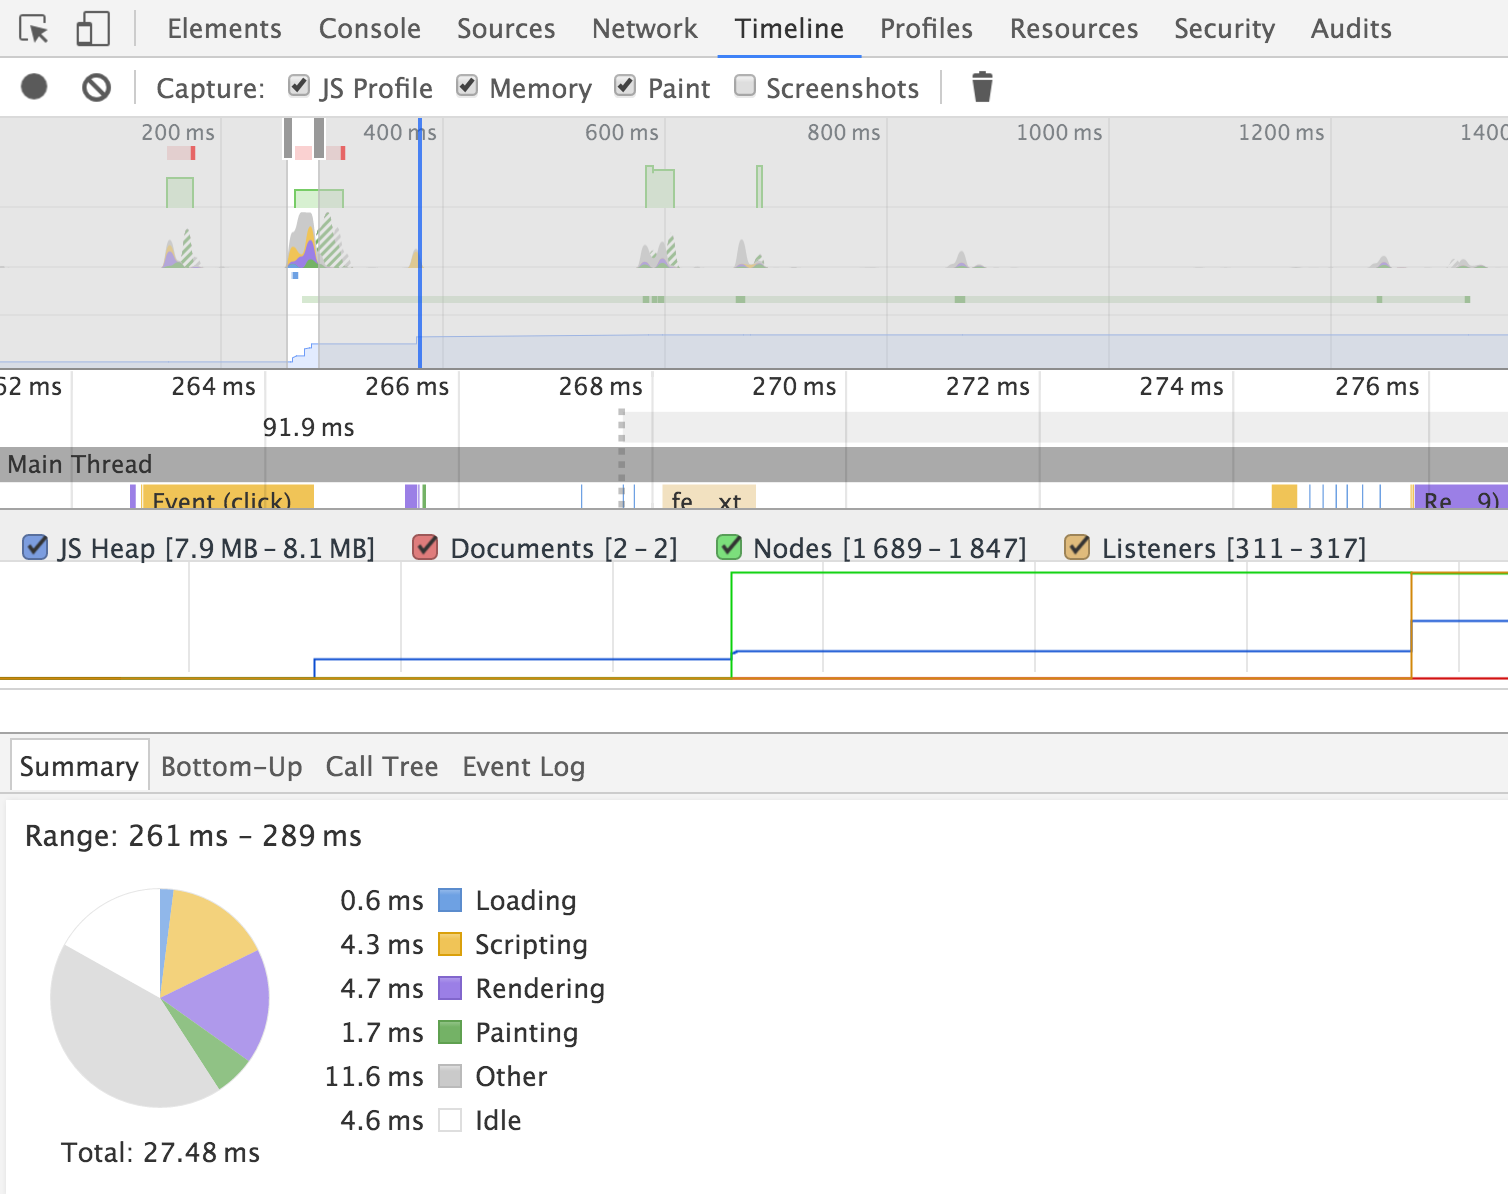 Elements Console Sources Network Timeline Profiles Resources Security Audits
Capture: JS Profile Memory Paint Screenshots
200 ms 400 ms 600 ms 800 ms 1000 ms 1200 ms 1400
62 ms 264 ms 266 ms 268 ms 270 ms 272 ms 274 ms 276 ms
91.9 ms
Main Thread
Event (click) fe...xt Re...9)
JS Heap [7.9 MB – 8.1 MB] Documents [2 – 2] Nodes [1 689 – 1 847] Listeners [311 – 317]
Summary Bottom-Up Call Tree Event Log
Range: 261 ms – 289 ms
0.6 ms Loading
4.3 ms Scripting
4.7 ms Rendering
1.7 ms Painting
11.6 ms Other
4.6 ms Idle
Total: 27.48 ms